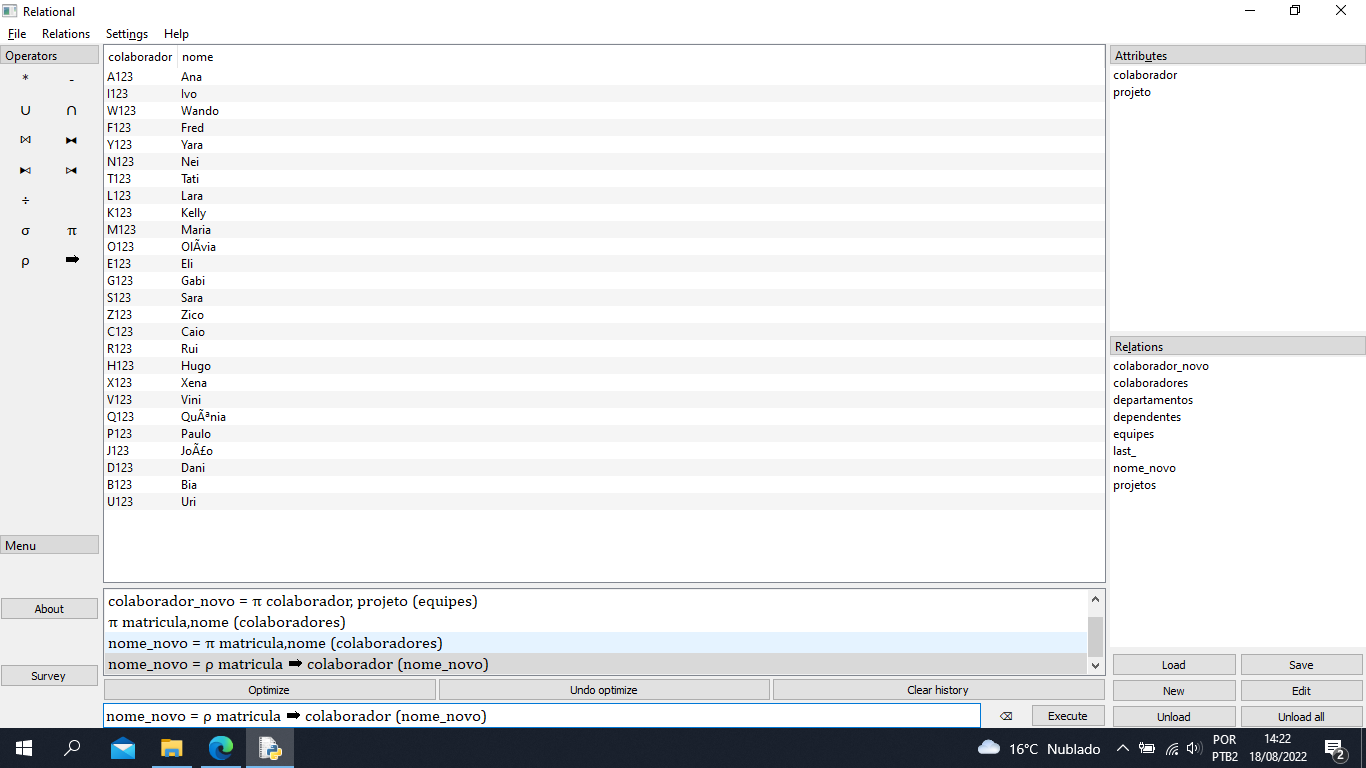 Relational
File Relations Settings Help
Operators
* -
∪ ∩
⋈ ⧓
⧑ ⧒
÷
σ π
ρ ➡
Menu
About
Survey
colaborador nome
A123 Ana
I123 Ivo
W123 Wando
F123 Fred
Y123 Yara
N123 Nei
T123 Tati
L123 Lara
K123 Kelly
M123 Maria
O123 OlÃvia
E123 Eli
G123 Gabi
S123 Sara
Z123 Zico
C123 Caio
R123 Rui
H123 Hugo
X123 Xena
V123 Vini
Q123 QuÃªnia
P123 Paulo
J123 JoÃ£o
D123 Dani
B123 Bia
U123 Uri
colaborador_novo = π colaborador, projeto (equipes)
π matricula,nome (colaboradores)
nome_novo = π matricula,nome (colaboradores)
nome_novo = ρ matricula ➡ colaborador (nome_novo)
Optimize Undo optimize Clear history
nome_novo = ρ matricula ➡ colaborador (nome_novo)
Execute
Attributes
colaborador
projeto
Relations
colaborador_novo
colaboradores
departamentos
dependentes
equipes
last_
nome_novo
projetos
Load Save
New Edit
Unload Unload all
16°C Nublado
POR
PTB2
14:22
18/08/2022
2